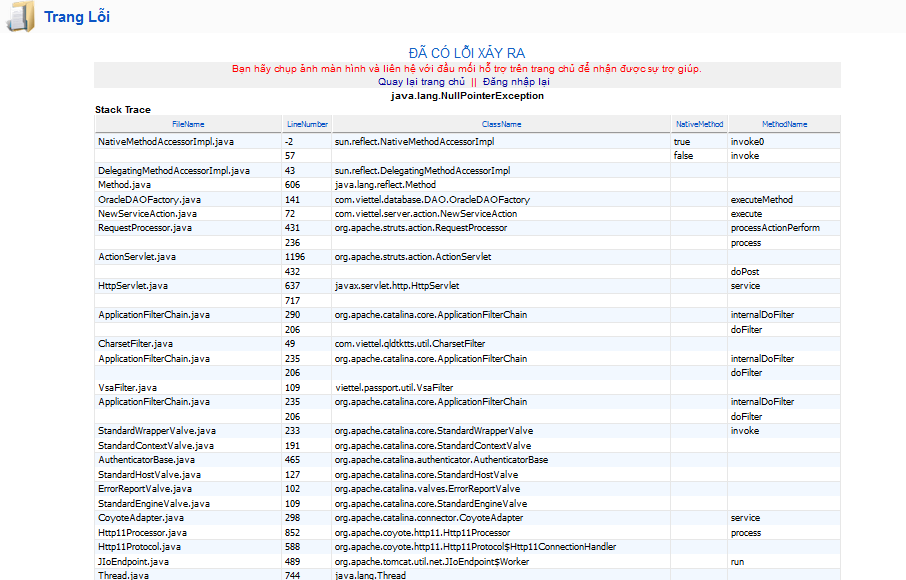 Trang Lỗi
ĐÃ CÓ LỖI XẢY RA
Bạn hãy chụp ảnh màn hình và liên hệ với đầu mối hỗ trợ trên trang chủ để nhận được sự trợ giúp.
Quay lại trang chủ || Đăng nhập lại
java.lang.NullPointerException
Stack Trace
FileName LineNumber ClassName NativeMethod MethodName
NativeMethodAccessorImpl.java -2 sun.reflect.NativeMethodAccessorImpl true invoke0
57 false invoke
DelegatingMethodAccessorImpl.java 43 sun.reflect.DelegatingMethodAccessorImpl
Method.java 606 java.lang.reflect.Method
OracleDAOFactory.java 141 com.viettel.database.DAO.OracleDAOFactory executeMethod
NewServiceAction.java 72 com.viettel.server.action.NewServiceAction execute
RequestProcessor.java 431 org.apache.struts.action.RequestProcessor processActionPerform
236 process
ActionServlet.java 1196 org.apache.struts.action.ActionServlet
432 doPost
HttpServlet.java 637 javax.servlet.http.HttpServlet service
717
ApplicationFilterChain.java 290 org.apache.catalina.core.ApplicationFilterChain internalDoFilter
206 doFilter
CharsetFilter.java 49 com.viettel.qldtktts.util.CharsetFilter
ApplicationFilterChain.java 235 org.apache.catalina.core.ApplicationFilterChain internalDoFilter
206 doFilter
VsaFilter.java 109 viettel.passport.util.VsaFilter
ApplicationFilterChain.java 235 org.apache.catalina.core.ApplicationFilterChain internalDoFilter
206 doFilter
StandardWrapperValve.java 233 org.apache.catalina.core.StandardWrapperValve invoke
StandardContextValve.java 191 org.apache.catalina.core.StandardContextValve
AuthenticatorBase.java 465 org.apache.catalina.authenticator.AuthenticatorBase
StandardHostValve.java 127 org.apache.catalina.core.StandardHostValve
ErrorReportValve.java 102 org.apache.catalina.valves.ErrorReportValve
StandardEngineValve.java 109 org.apache.catalina.core.StandardEngineValve
CoyoteAdapter.java 298 org.apache.catalina.connector.CoyoteAdapter service
Http11Processor.java 852 org.apache.coyote.http11.Http11Processor process
Http11Protocol.java 588 org.apache.coyote.http11.Http11Protocol$Http11ConnectionHandler
JIoEndpoint.java 489 org.apache.tomcat.util.net.JIoEndpoint$Worker run
Thread.java 744 java.lang.Thread